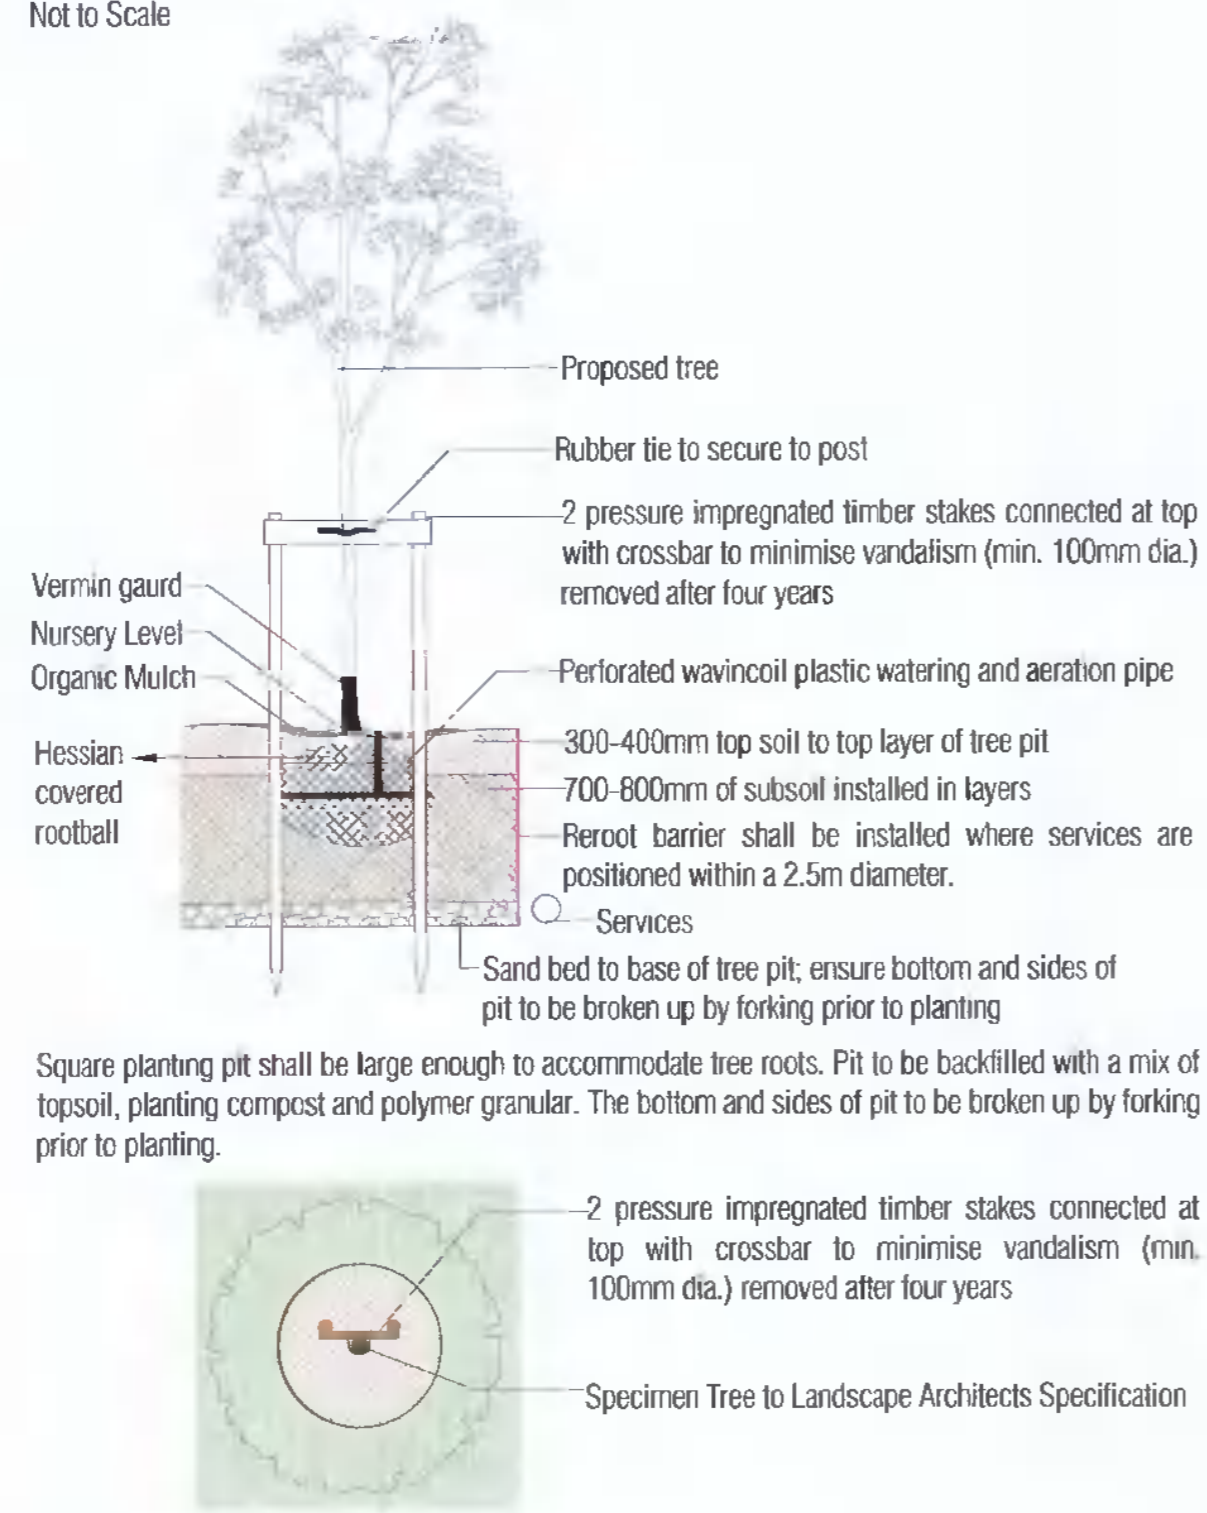 Not to Scale
Proposed tree
Rubber tie to secure to post
2 pressure impregnated timber stakes connected at top
with crossbar to minimise vandalism (min. 100mm dia.)
removed after four years
Vermin gaurd
Nursery Level
Organic Mulch
Hessian
covered
rootball
Perforated wavincoil plastic watering and aeration pipe
300-400mm top soil to top layer of tree pit
700-800mm of subsoil installed in layers
Reroot barrier shall be installed where services are
positioned within a 2.5m diameter.
Services
Sand bed to base of tree pit; ensure bottom and sides of
pit to be broken up by forking prior to planting
Square planting pit shall be large enough to accommodate tree roots. Pit to be backfilled with a mix of
topsoil, planting compost and polymer granular. The bottom and sides of pit to be broken up by forking
prior to planting.
2 pressure impregnated timber stakes connected at
top with crossbar to minimise vandalism (min.
100mm dia.) removed after four years
Specimen Tree to Landscape Architects Specification